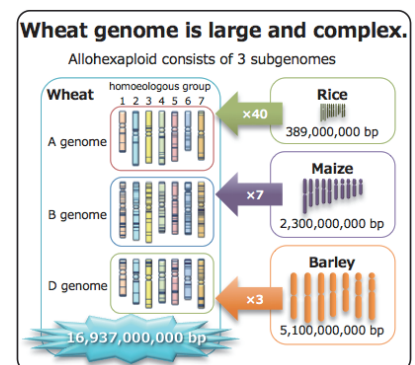 Wheat genome is large and complex.
Allohexaploid consists of 3 subgenomes
Wheat
homoeologous group
1 2 3 4 5 6 7
A genome
B genome
D genome
16,937,000,000 bp
×40
Rice
389,000,000 bp
×7
Maize
2,300,000,000 bp
×3
Barley
5,100,000,000 bp